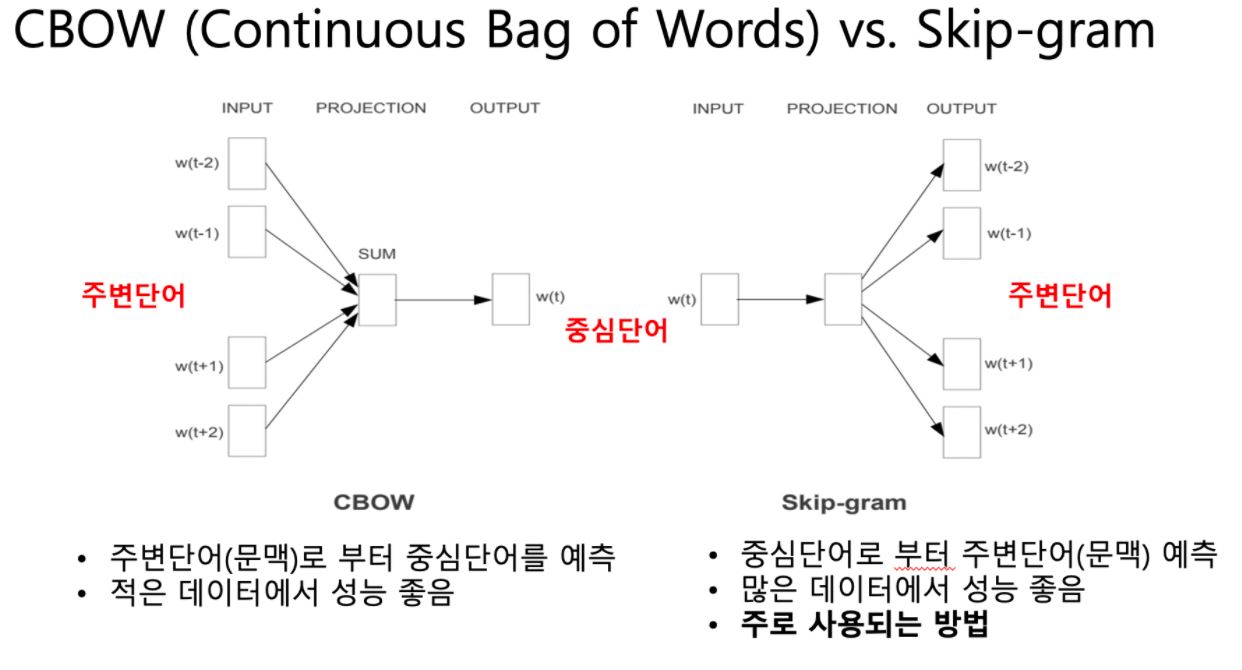 CBOW (Continuous Bag of Words) vs. Skip-gram
INPUT PROJECTION OUTPUT
w(t-2)
w(t-1)
SUM
주변단어
w(t)
w(t+1)
w(t+2)
CBOW
중심단어
INPUT PROJECTION OUTPUT
w(t-2)
w(t-1)
w(t)
주변단어
w(t+1)
w(t+2)
Skip-gram
• 주변단어(문맥)로 부터 중심단어를 예측
• 적은 데이터에서 성능 좋음
• 중심단어로 부터 주변단어(문맥) 예측
• 많은 데이터에서 성능 좋음
• 주로 사용되는 방법